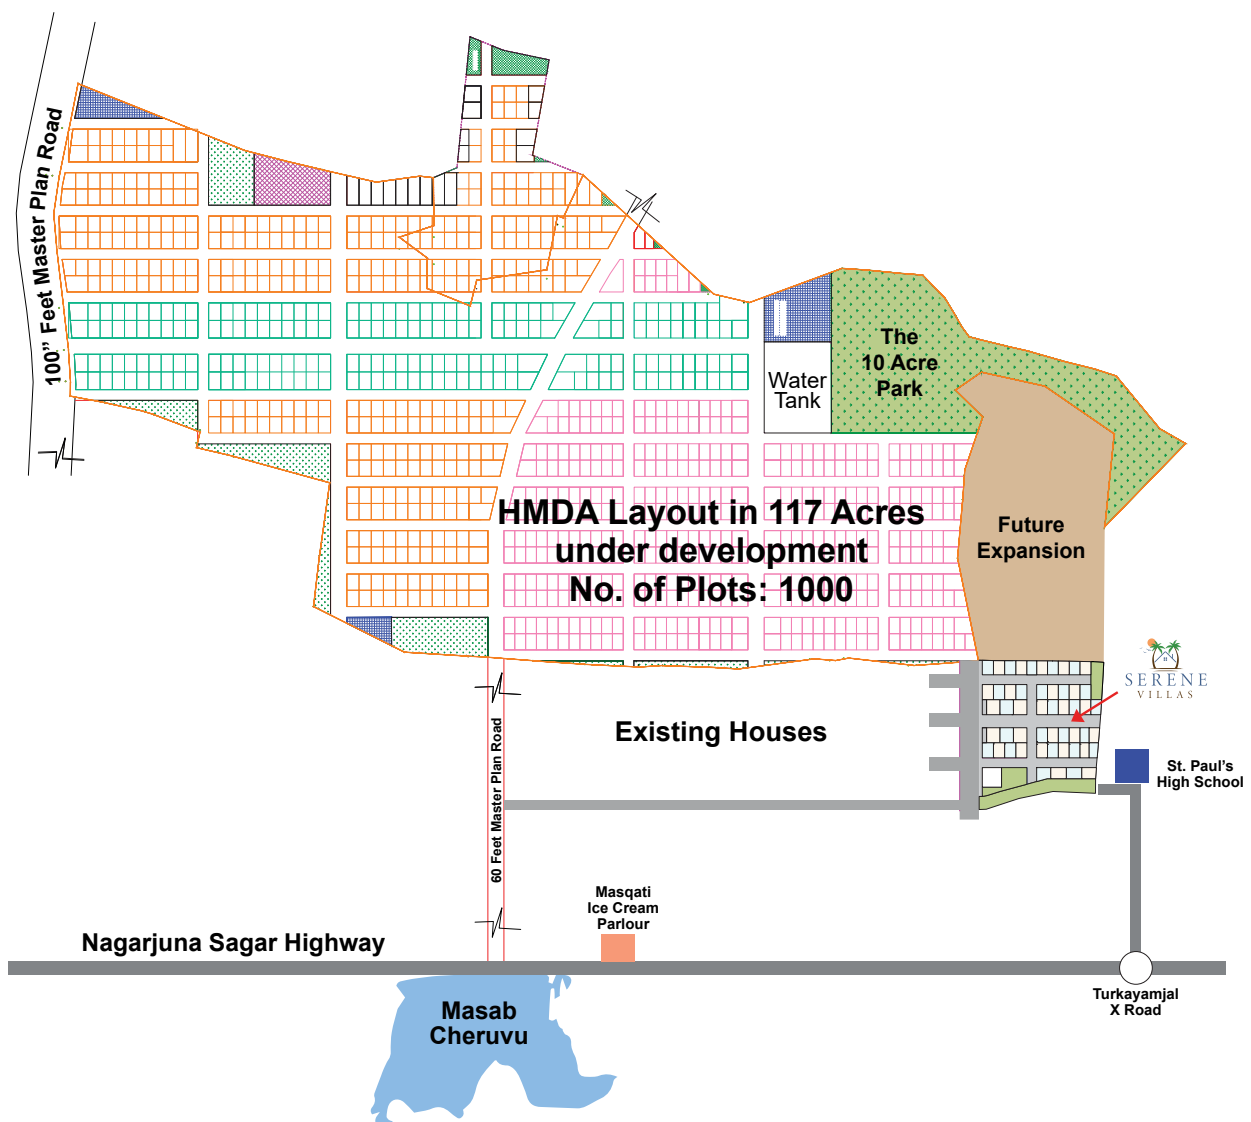 100” Feet Master Plan Road
The
10 Acre
Park
Water
Tank
HMDA Layout in 117 Acres
under development
No. of Plots: 1000
Future
Expansion
SERENE
VILLAS
Existing Houses
St. Paul's
High School
60 Feet Master Plan Road
Masqati
Ice Cream
Parlour
Nagarjuna Sagar Highway
Turkayamjal
X Road
Masab
Cheruvu